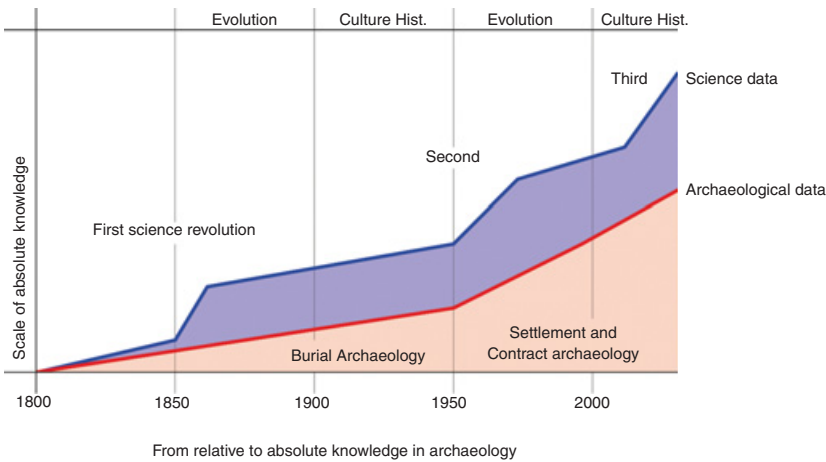 Evolution Culture Hist. Evolution Culture Hist.
Third Science data
Second
Archaeological data
First science revolution
Scale of absolute knowledge
Settlement and
Contract archaeology
Burial Archaeology
1800 1850 1900 1950 2000
From relative to absolute knowledge in archaeology